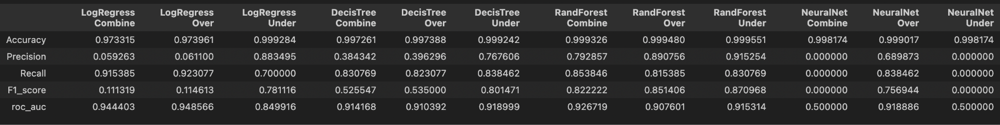 LogRegress LogRegress LogRegress DecisTree DecisTree DecisTree RandForest RandForest RandForest NeuralNet NeuralNet NeuralNet
Combine Over Under Combine Over Under Combine Over Under Combine Over Under
Accuracy 0.973315 0.973961 0.999284 0.997261 0.997388 0.999242 0.999326 0.999480 0.999551 0.998174 0.999017 0.998174
Precision 0.059263 0.061100 0.883495 0.384342 0.396296 0.767606 0.792857 0.890756 0.915254 0.000000 0.689873 0.000000
Recall 0.915385 0.923077 0.700000 0.830769 0.823077 0.838462 0.853846 0.815385 0.830769 0.000000 0.838462 0.000000
F1_score 0.111319 0.114613 0.781116 0.525547 0.535000 0.801471 0.822222 0.851406 0.870968 0.000000 0.756944 0.000000
roc_auc 0.944403 0.948566 0.849916 0.914168 0.910392 0.918999 0.926719 0.907601 0.915314 0.500000 0.918886 0.500000